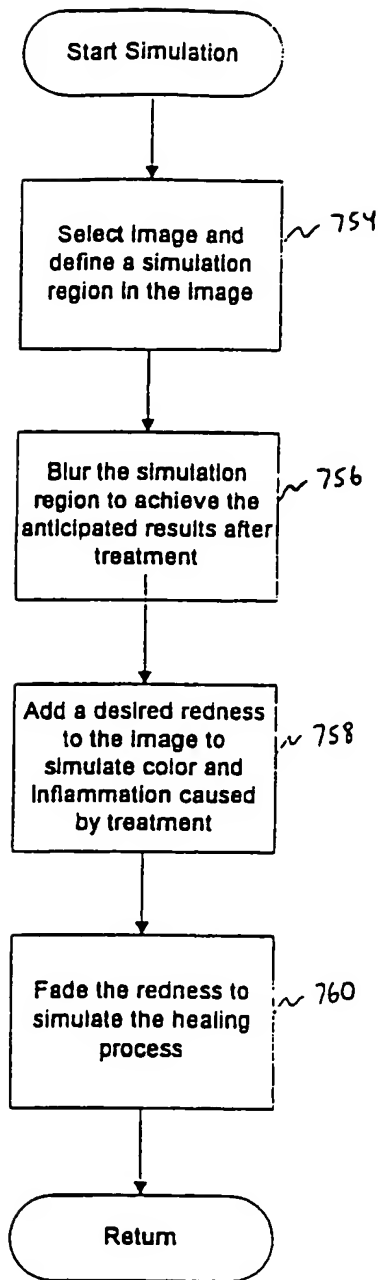 Start Simulation
Select image and
define a simulation
region in the image
754
Blur the simulation
region to achieve the
anticipated results after
treatment
756
Add a desired redness
to the image to
simulate color and
inflammation caused
by treatment
758
Fade the redness to
simulate the healing
process
760
Return